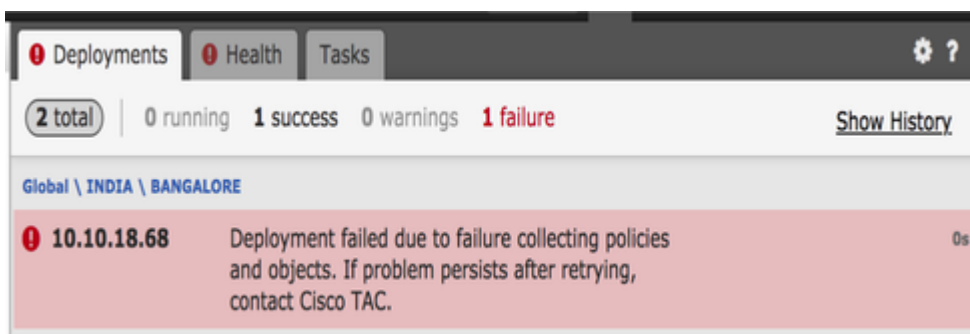 Deployments Health Tasks ?
2 total 0 running 1 success 0 warnings 1 failure Show History
Global \ INDIA \ BANGALORE
10.10.18.68 Deployment failed due to failure collecting policies 0s
and objects. If problem persists after retrying,
contact Cisco TAC.